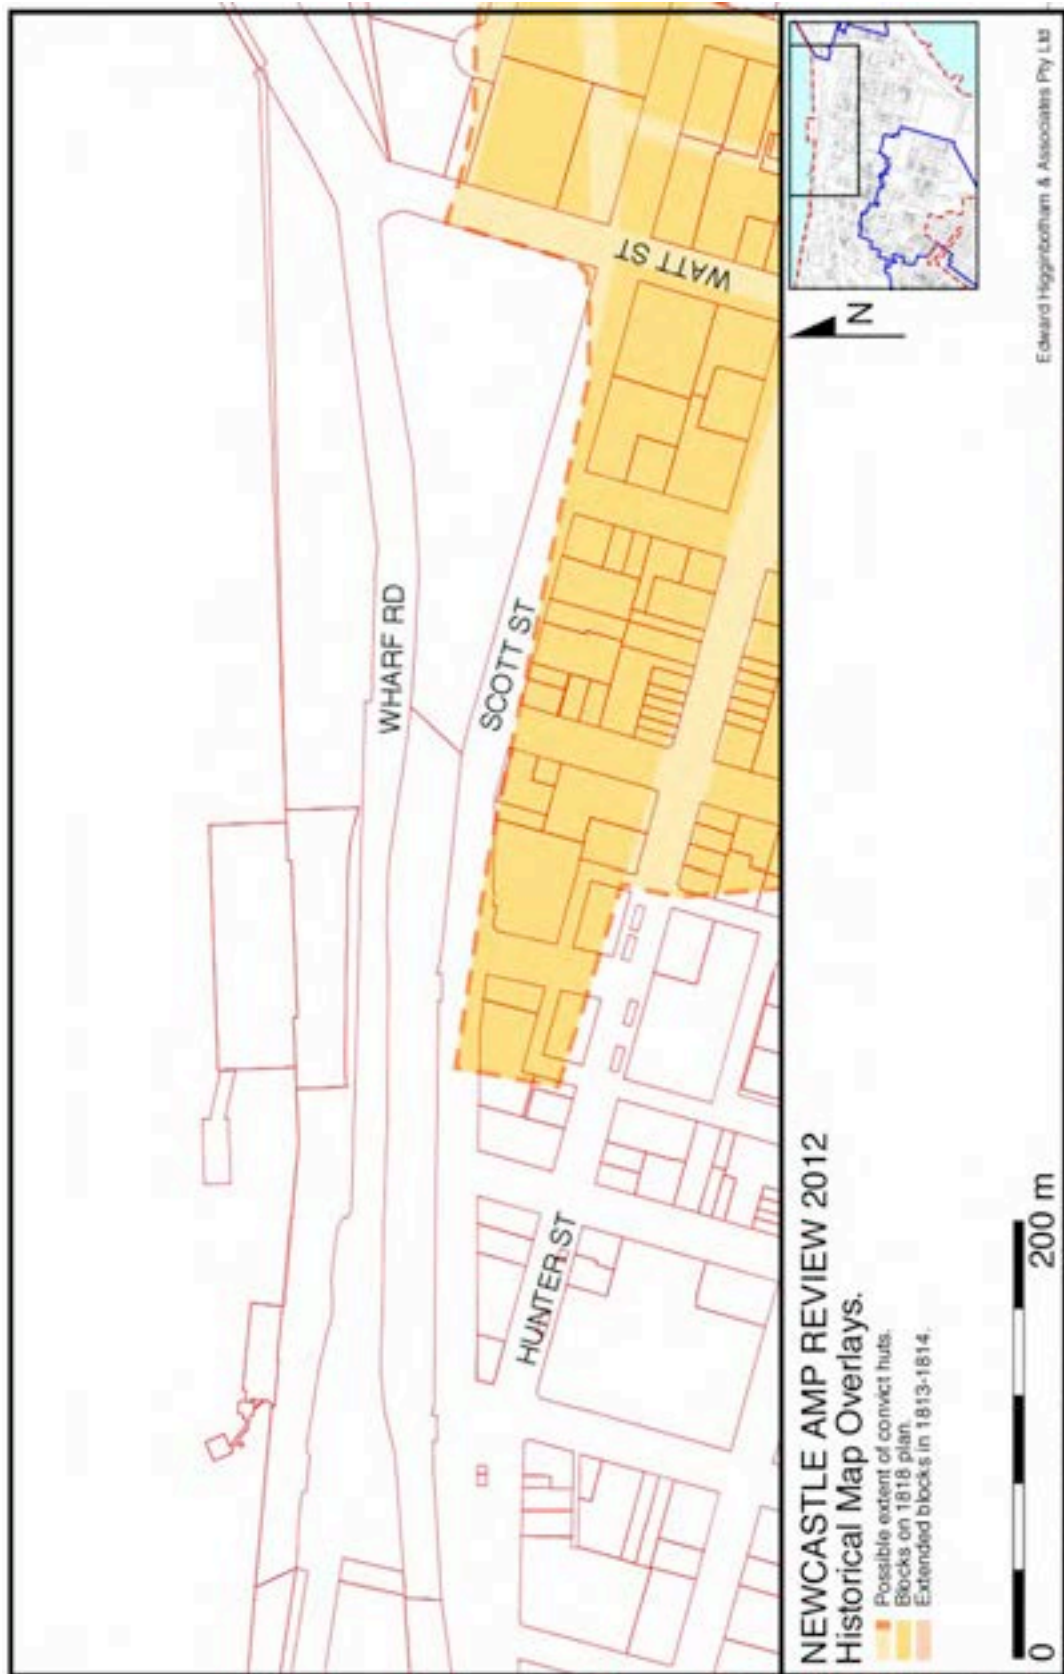 WHARF RD
SCOTT ST
WATT ST
HUNTER ST
NEWCASTLE AMP REVIEW 2012
Historical Map Overlays.
Possible extent of convict huts.
Blocks on 1818 plan.
Extended blocks in 1813-1814.
0
200 m
N
Edward Higginbotham & Associates Pty Ltd